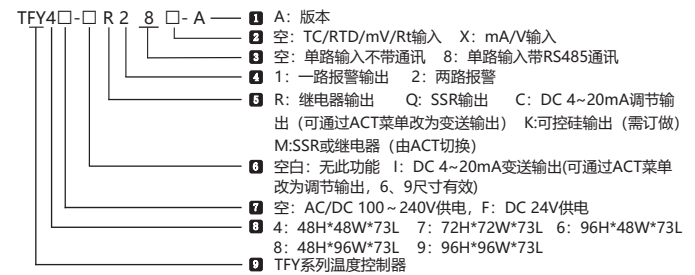 TFY4□-□ R 2 8 □- A
1 A：版本
2 空：TC/RTD/mV/Rt输入 X：mA/V输入
3 空：单路输入不带通讯 8：单路输入带RS485通讯
4 1：一路报警输出 2：两路报警
5 R：继电器输出 Q：SSR输出 C：DC 4~20mA调节输
出（可通过ACT菜单改为变送输出） K:可控硅输出（需订做）
M:SSR或继电器（由ACT切换）
6 空白：无此功能 I：DC 4~20mA变送输出(可通过ACT菜单
改为调节输出，6、9尺寸有效)
7 空：AC/DC 100～240V供电，F：DC 24V供电
8 4：48H*48W*73L 7：72H*72W*73L 6：96H*48W*73L
8：48H*96W*73L 9：96H*96W*73L
9 TFY系列温度控制器